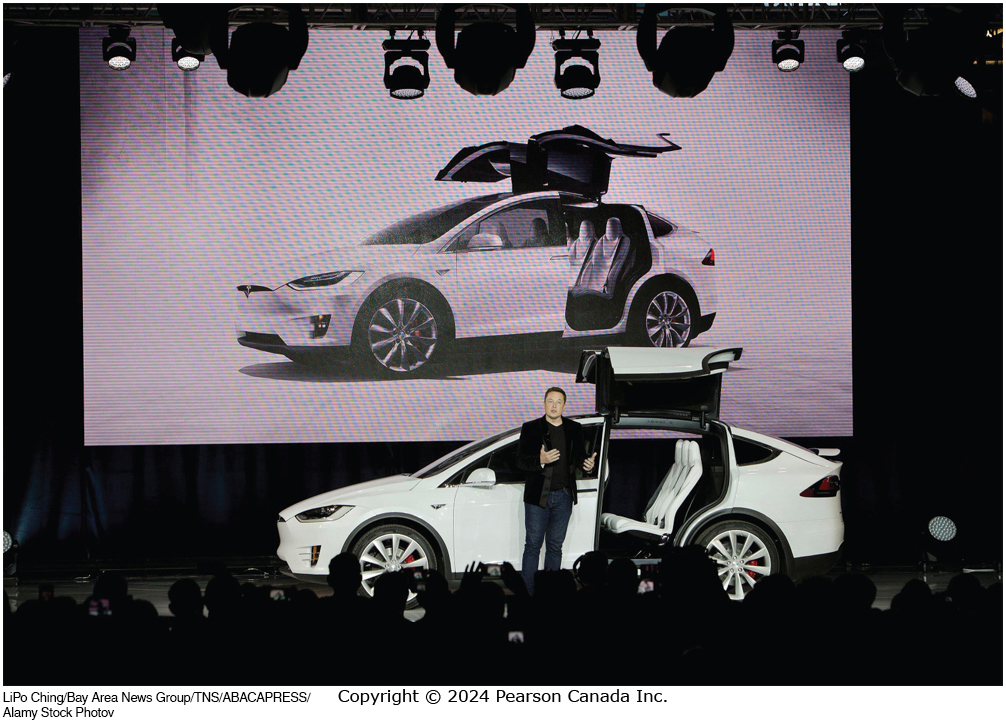 LiPo Ching/Bay Area News Group/TNS/ABACAPRESS/
Alamy Stock Photov
Copyright © 2024 Pearson Canada Inc.